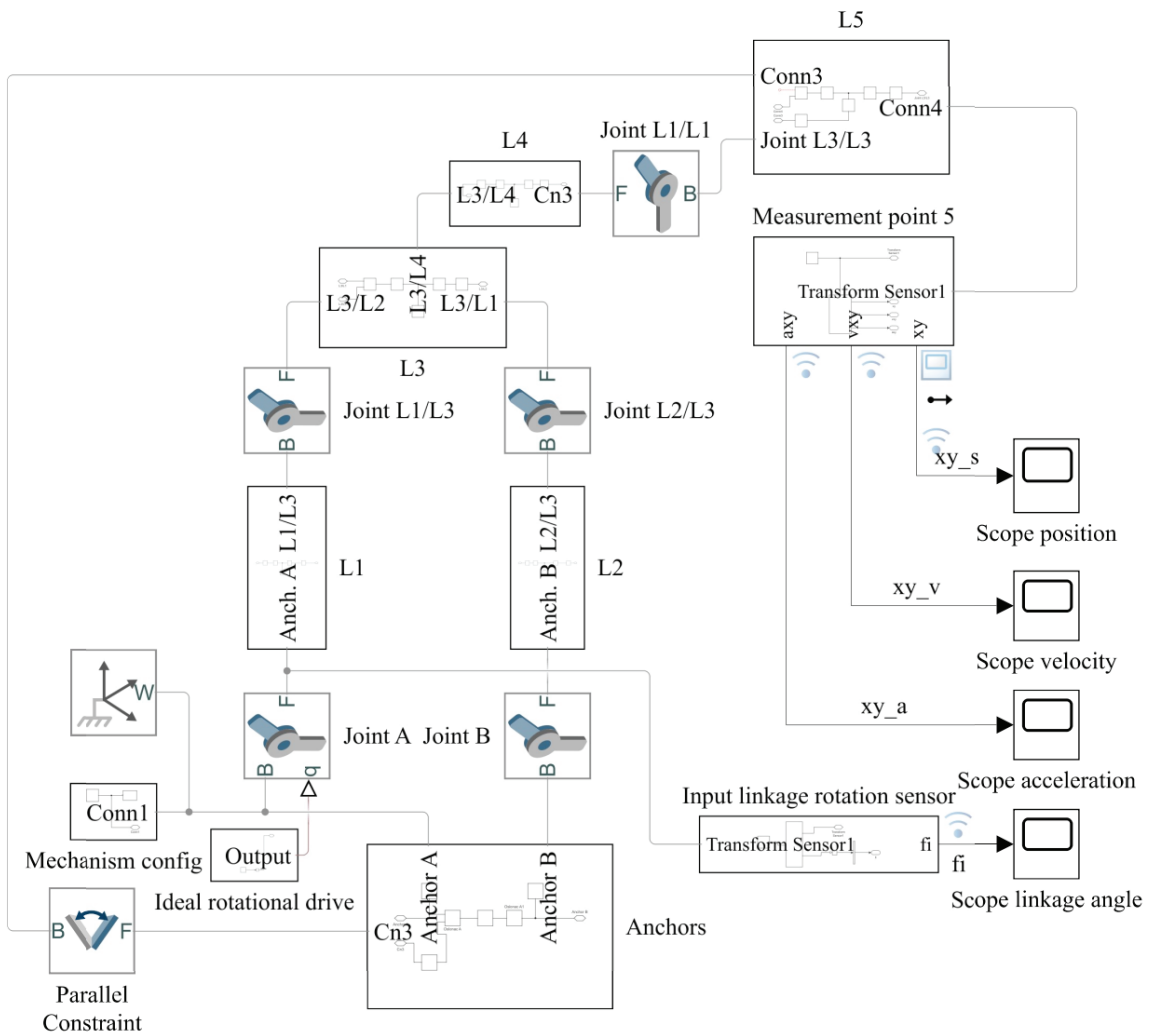 L5
Conn3
Conn4
Joint L3/L3
Joint L1/L1
F
B
L4
L3/L4
Cn3
Measurement point 5
Transform Sensor1
axy
vxy
xy
L3/L2
L3/L4
L3/L1
L3
F
B
Joint L1/L3
F
B
Joint L2/L3
xy_s
Scope position
Anch. A
L1/L3
L1
Anch. B
L2/L3
L2
xy_v
Scope velocity
W
F
B
q
Joint A
Joint B
F
B
xy_a
Scope acceleration
Conn1
Mechanism config
Output
Ideal rotational drive
Input linkage rotation sensor
Transform Sensor1
fi
fi
Scope linkage angle
Anchor A
Anchor B
Cn3
Anchors
B
F
Parallel
Constraint